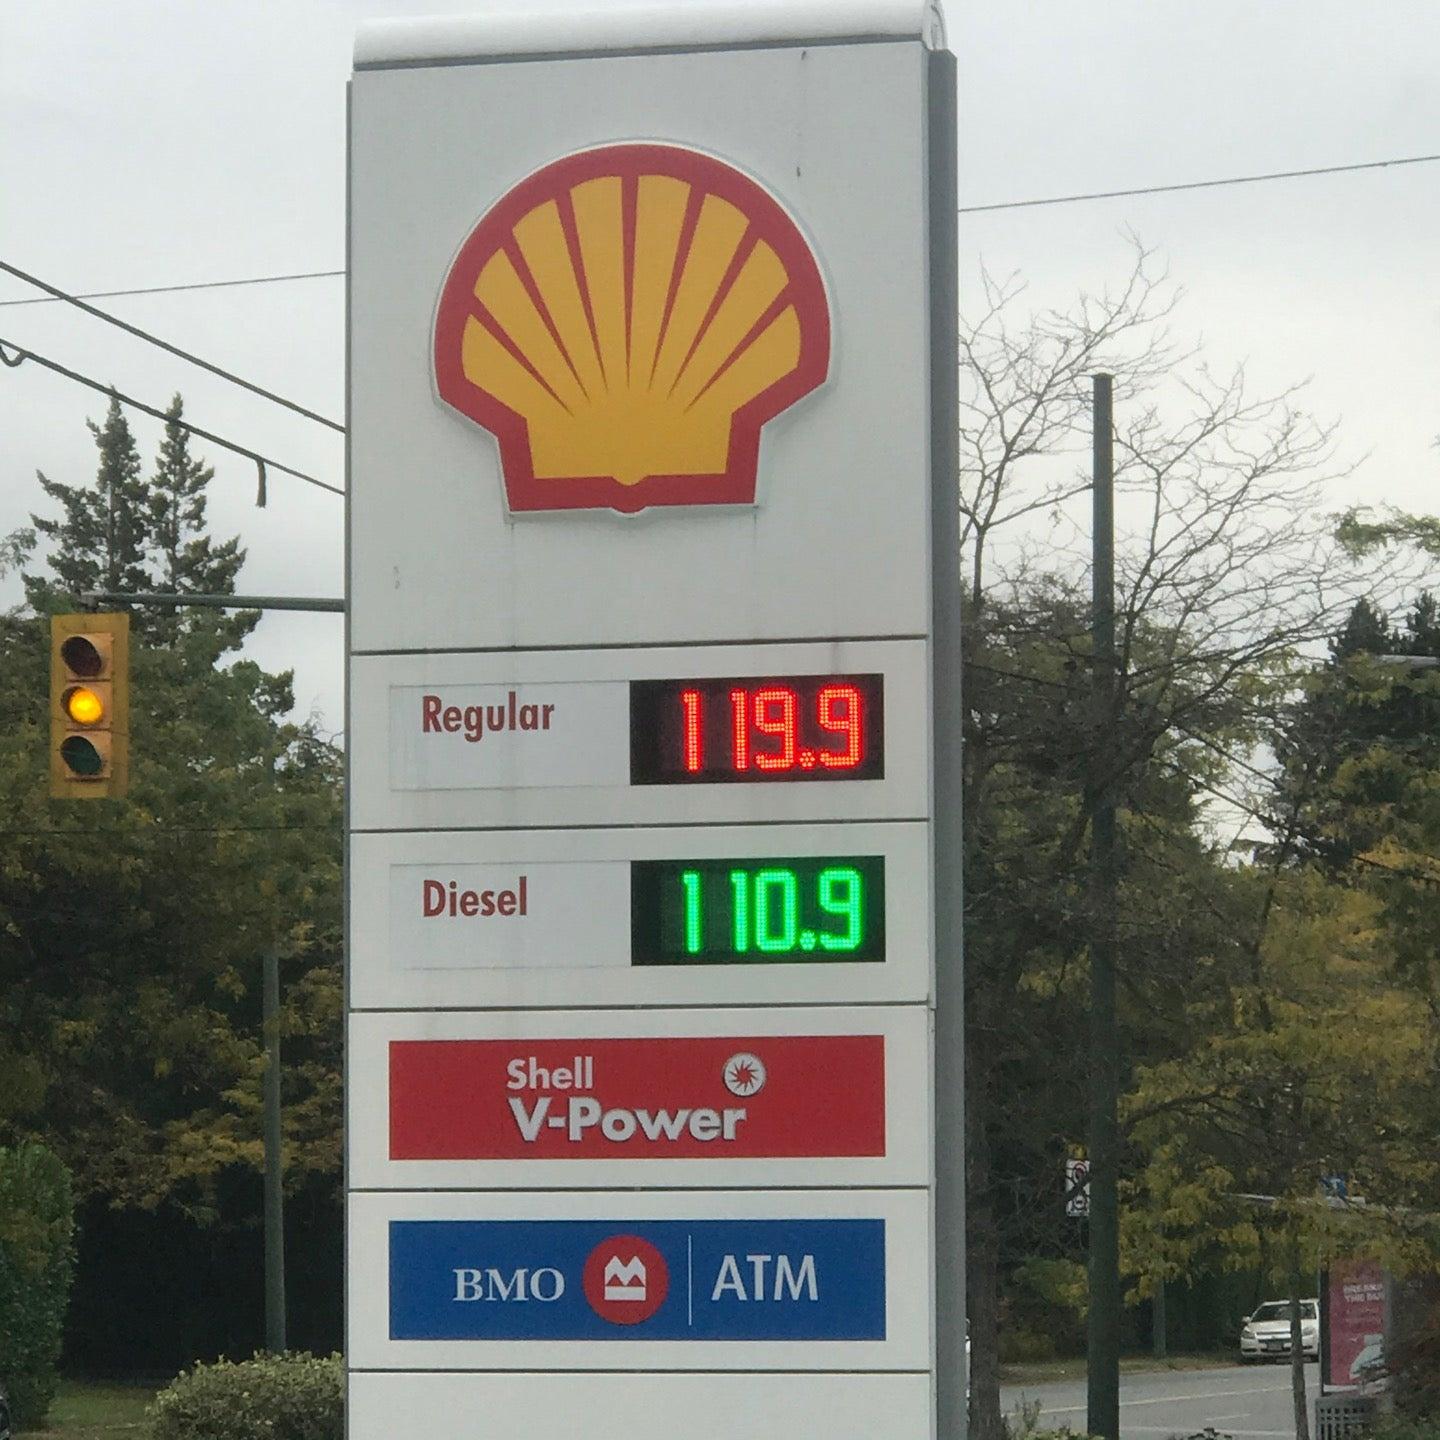 Regular 119.9
Diesel 110.9
Shell
V-Power
BMO ATM